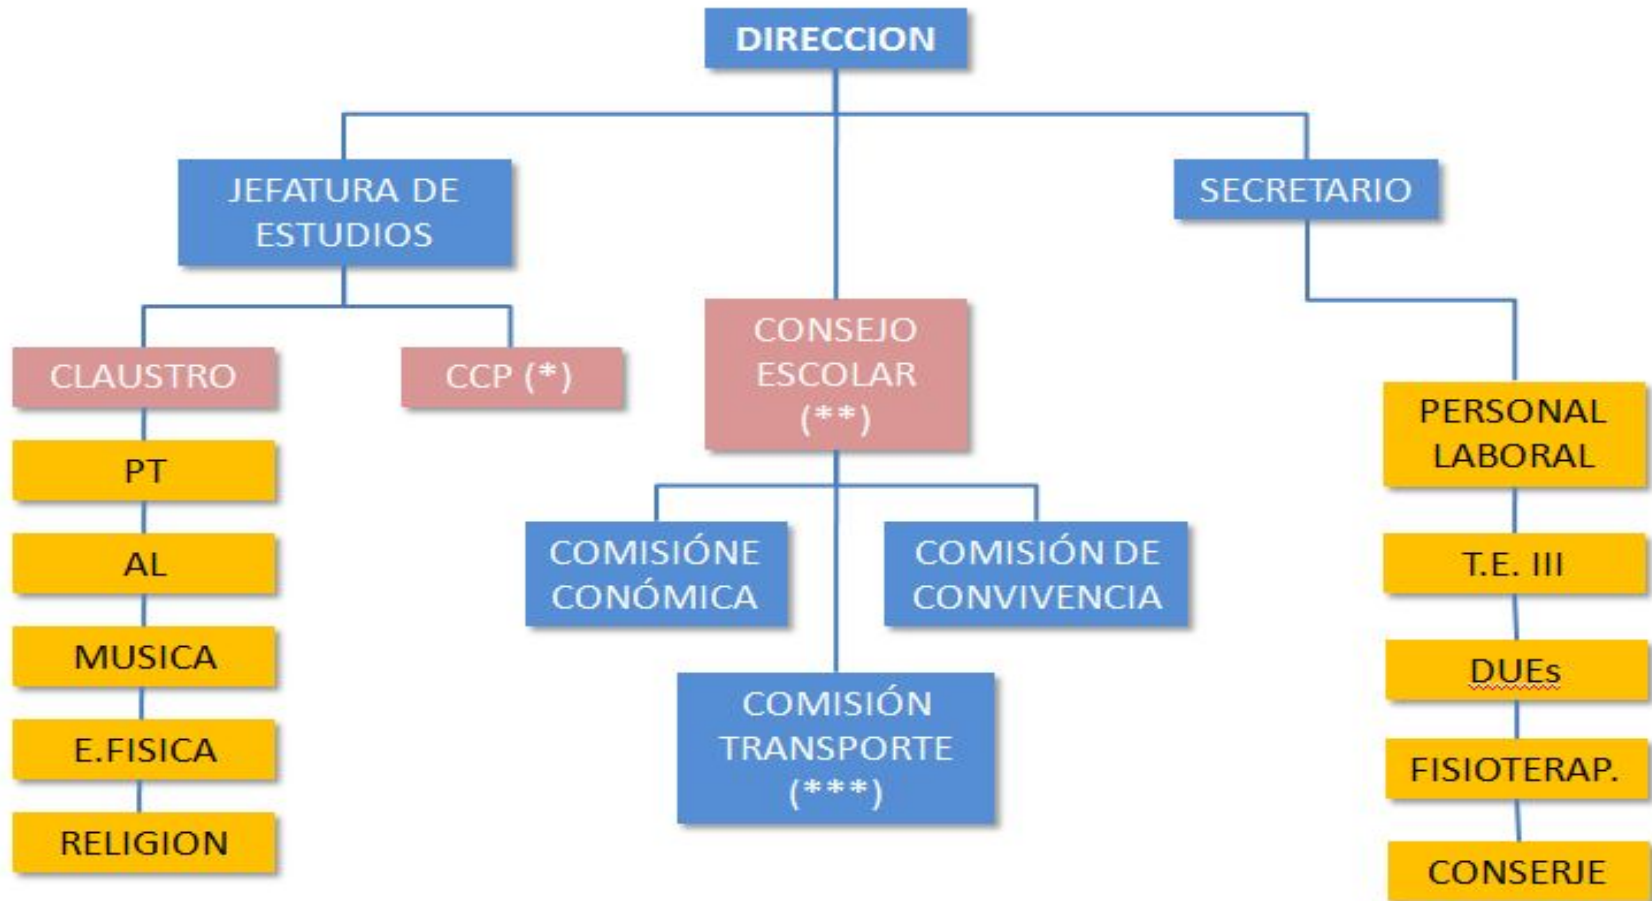 DIRECCION
JEFATURA DE
ESTUDIOS
SECRETARIO
CLAUSTRO
CCP (*)
CONSEJO
ESCOLAR
(**)
PT
AL
MUSICA
E.FISICA
RELIGION
COMISIÓNE
CONÓMICA
COMISIÓN DE
CONVIVENCIA
COMISIÓN
TRANSPORTE
(***)
PERSONAL
LABORAL
T.E. III
DUEs
FISIOTERAP.
CONSERJE